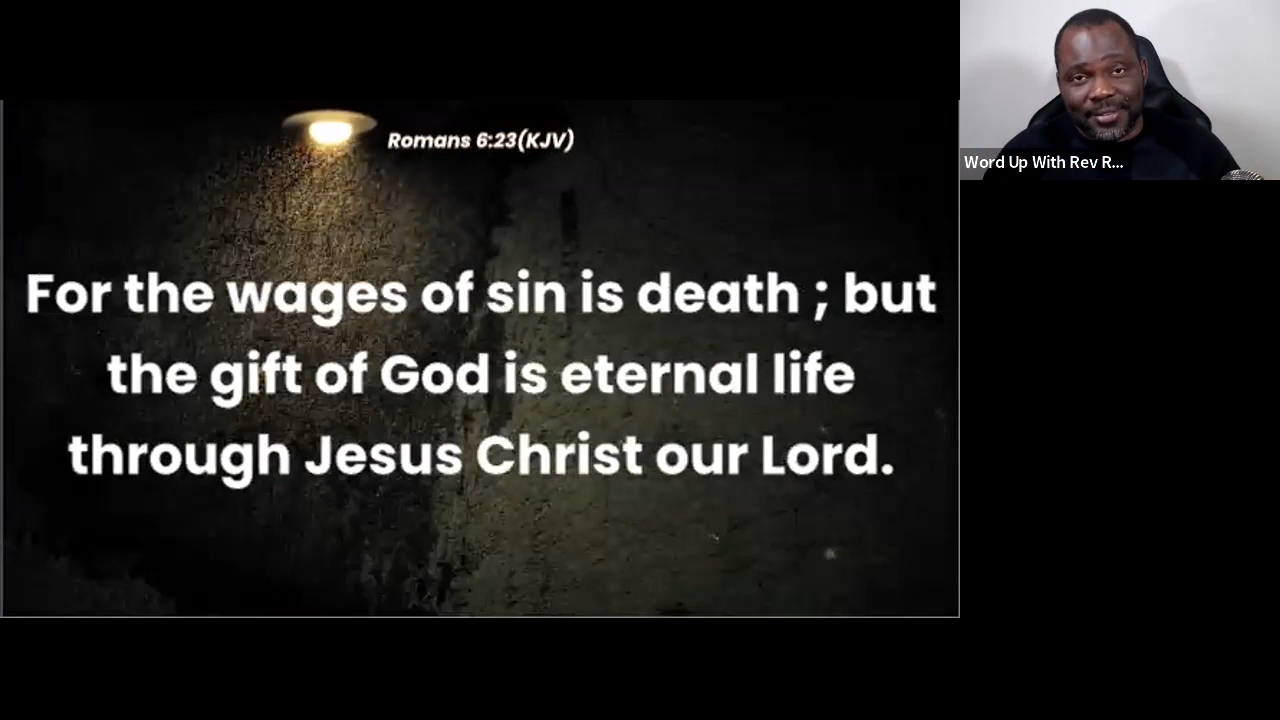 Romans 6:23(KJV)
For the wages of sin is death ; but
the gift of God is eternal life
through Jesus Christ our Lord.
Word Up With Rev R...